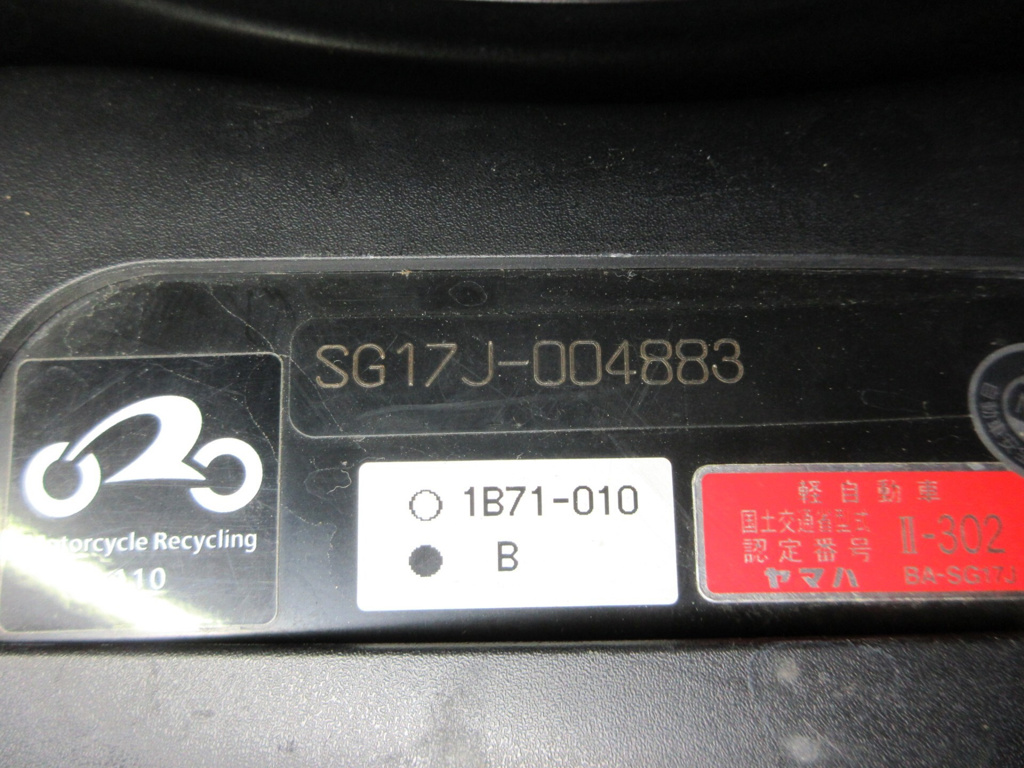 SG17J-004883
Motorcycle Recycling
1B71-010
B
軽自動車
国土交通省型式
認定番号 II-302
ヤマハ BA-SG17J